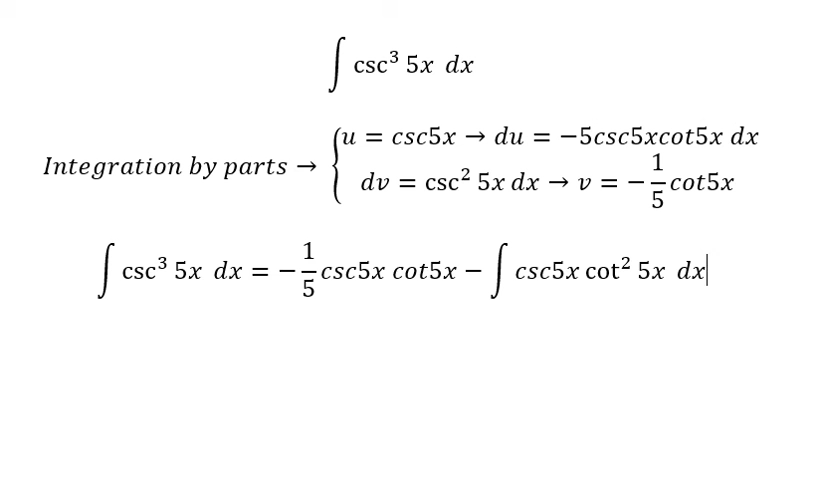 ∫ csc³ 5x dx
Integration by parts → { u = csc5x → du = −5csc5xcot5x dx
dv = csc² 5x dx → v = −1/5 cot5x
∫ csc³ 5x dx = −1/5 csc5x cot5x − ∫ csc5x cot² 5x dx